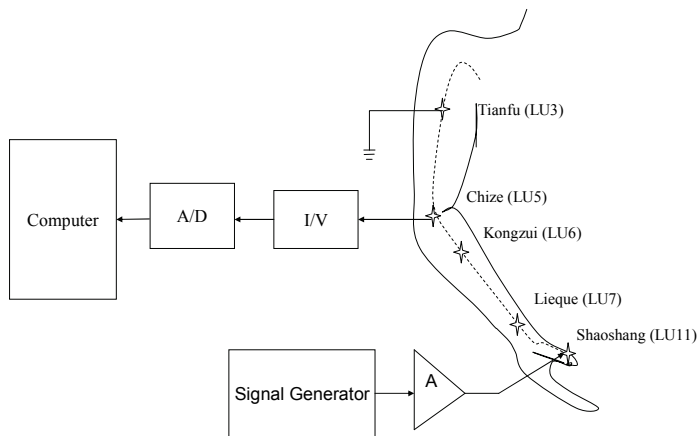 Tianfu (LU3)
Chize (LU5)
Computer
A/D
I/V
Kongzui (LU6)
Lieque (LU7)
Shaoshang (LU11)
Signal Generator
A